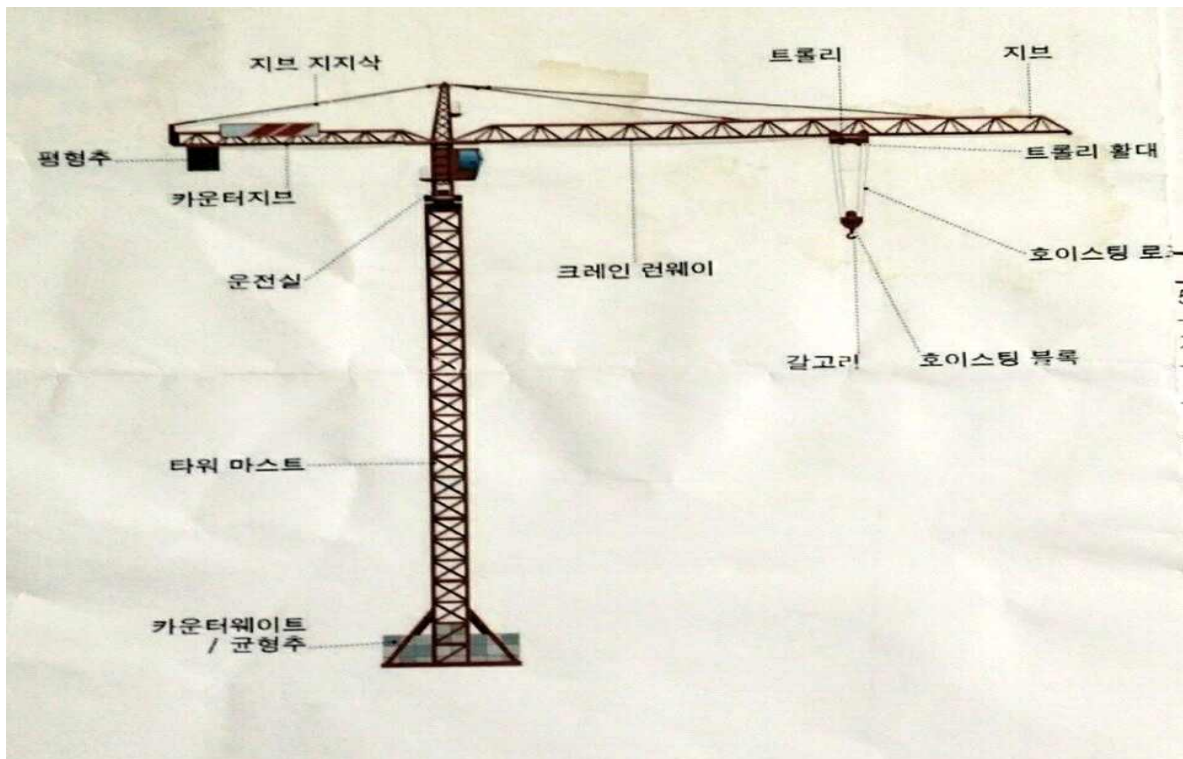 지브 지지삭
트롤리
지브
평형추
트롤리 활대
카운터지브
호이스팅
운전실
크레인 런웨이
갈고리
호이스팅 블록
타워 마스트
카운터웨이트
/ 균형추